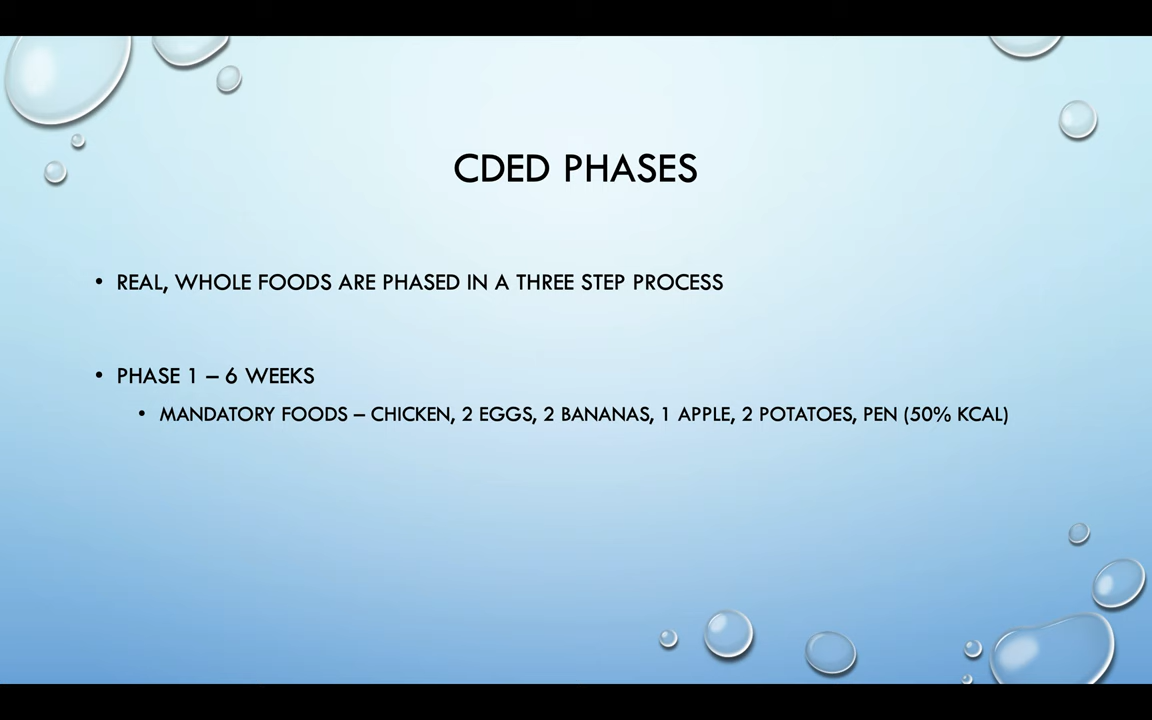 CDED PHASES
• REAL, WHOLE FOODS ARE PHASED IN A THREE STEP PROCESS
• PHASE 1 – 6 WEEKS
• MANDATORY FOODS – CHICKEN, 2 EGGS, 2 BANANAS, 1 APPLE, 2 POTATOES, PEN (50% KCAL)